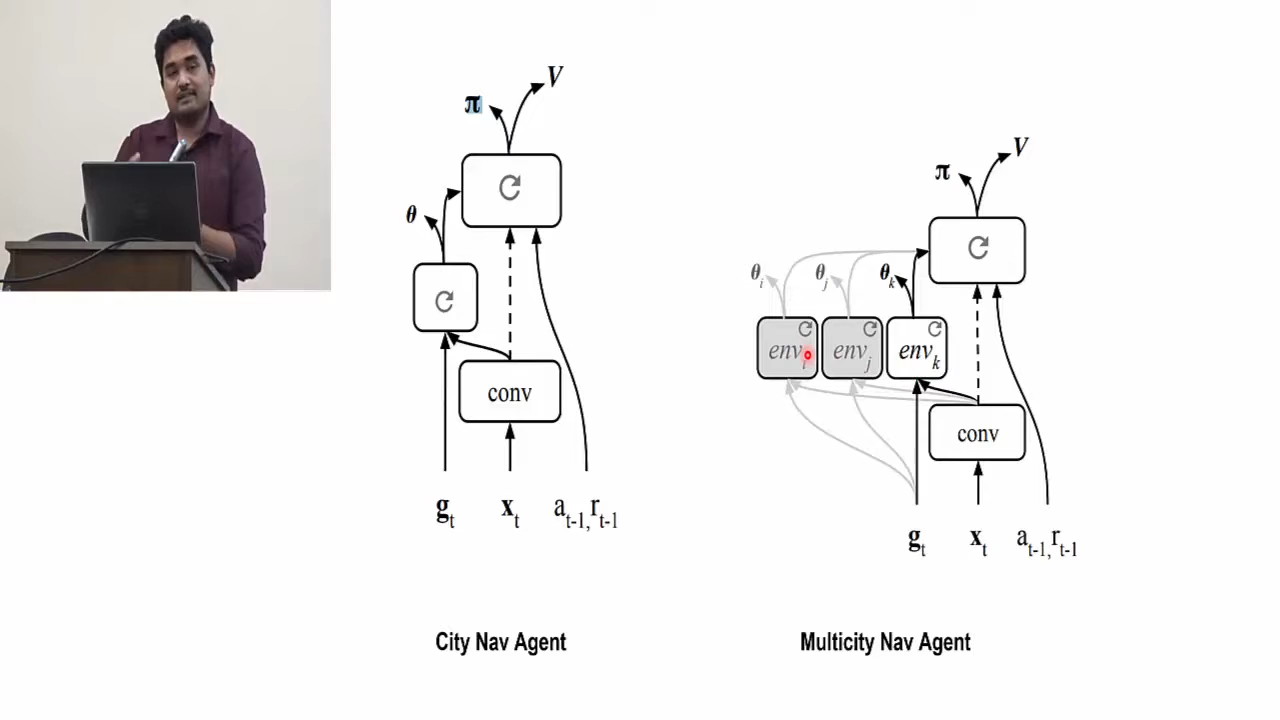 V
π
θ
conv
g_t x_t a_t-1,r_t-1
City Nav Agent
V
π
θ_i θ_j θ_k
env_i env_j env_k
conv
g_t x_t a_t-1,r_t-1
Multicity Nav Agent